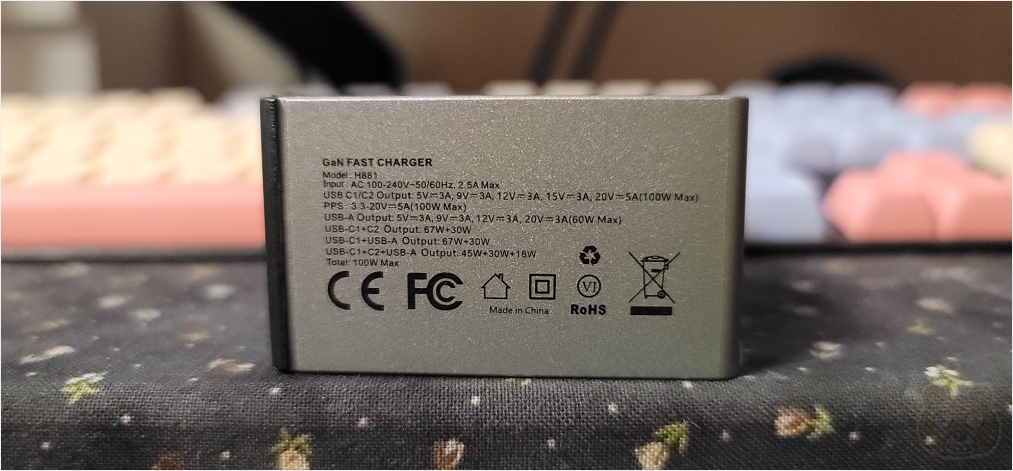 GaN FAST CHARGER
Model: H881
Input: AC 100-240V~50/60Hz, 2.5A Max
USB C1/C2 Output: 5V⎓3A, 9V⎓3A, 12V⎓3A, 15V⎓3A, 20V⎓5A(100W Max)
PPS: 3.3-20V⎓5A(100W Max)
USB-A Output: 5V⎓3A, 9V⎓3A, 12V⎓3A, 20V⎓3A(60W Max)
USB-C1+C2 Output: 67W+30W
USB-C1+USB-A Output: 67W+30W
USB-C1+C2+USB-A Output: 45W+30W+18W
Total: 100W Max
CE FC VI
Made in China RoHS